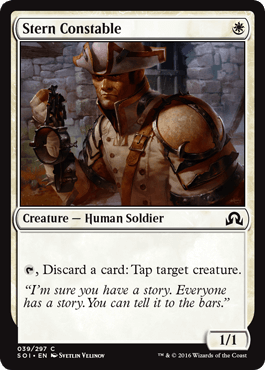 Stern Constable
Creature — Human Soldier
, Discard a card: Tap target creature.
“I’m sure you have a story. Everyone
has a story. You can tell it to the bars.”
1/1
039/297 C
SOI • EN Svetlin Velinov
™ & © 2016 Wizards of the Coast